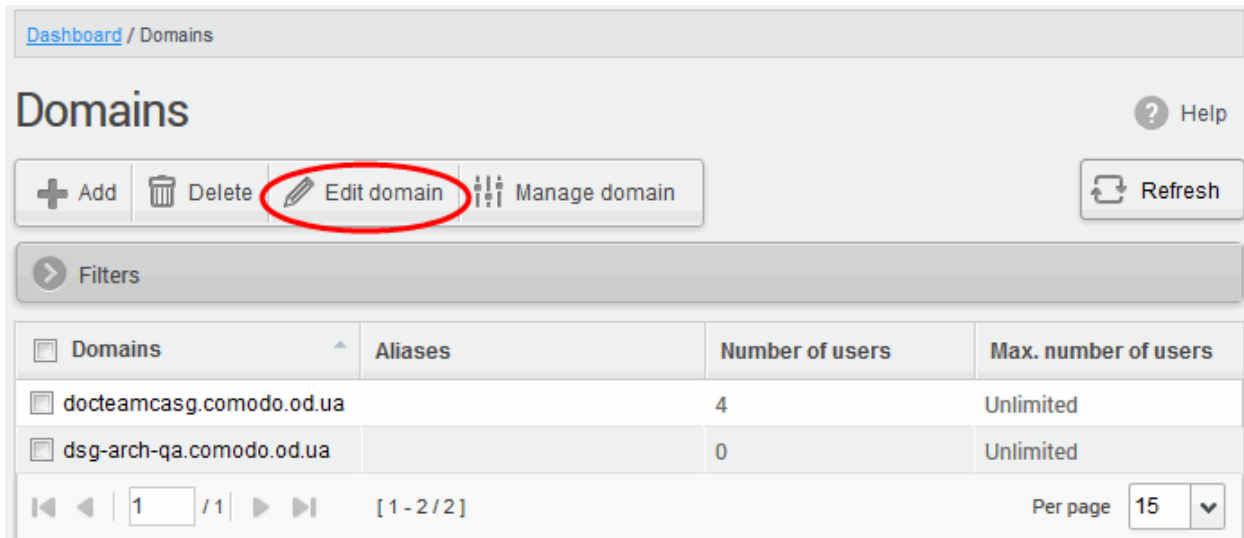 Dashboard / Domains
Domains
Help
Add Delete Edit domain Manage domain
Refresh
Filters
Domains Aliases Number of users Max. number of users
docteamcasg.comodo.od.ua 4 Unlimited
dsg-arch-qa.comodo.od.ua 0 Unlimited
1 / 1 [ 1 - 2 / 2 ] Per page 15